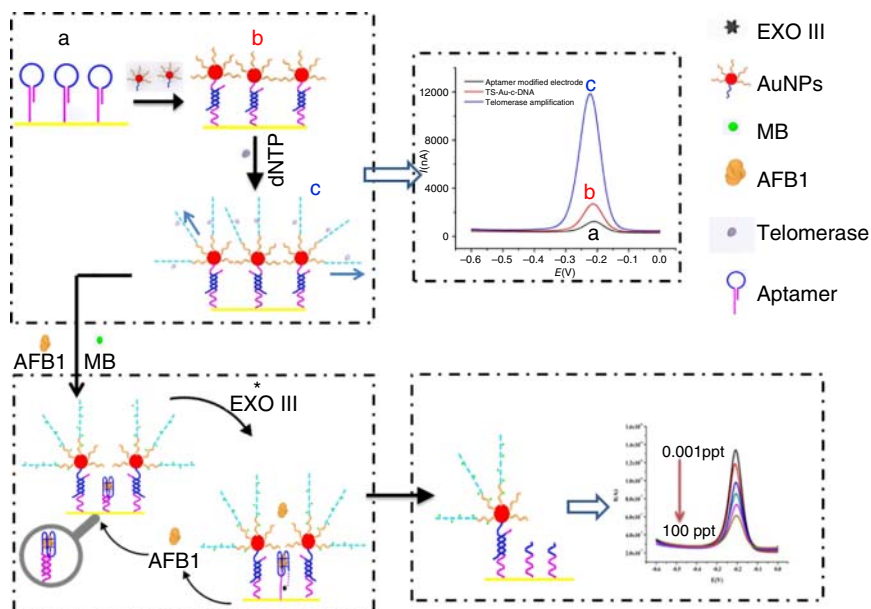 a
b
dNTP
c
Aptamer modified electrode
TS-Au-c-DNA
Telomerase amplification
c
b
a
12000
8000
4000
0
I(nA)
−0.6 −0.5 −0.4 −0.3 −0.2 −0.1 0.0
E(V)
EXO III
AuNPs
MB
AFB1
Telomerase
Aptamer
AFB1 MB
*
EXO III
AFB1
0.001ppt
100 ppt
E(V)